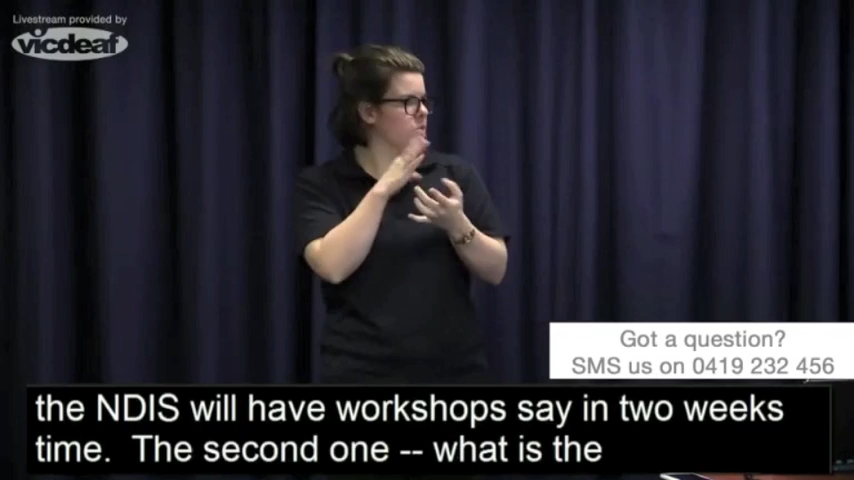 Livestream provided by
vicdeaf
Got a question?
SMS us on 0419 232 456
the NDIS will have workshops say in two weeks
time.  The second one -- what is the